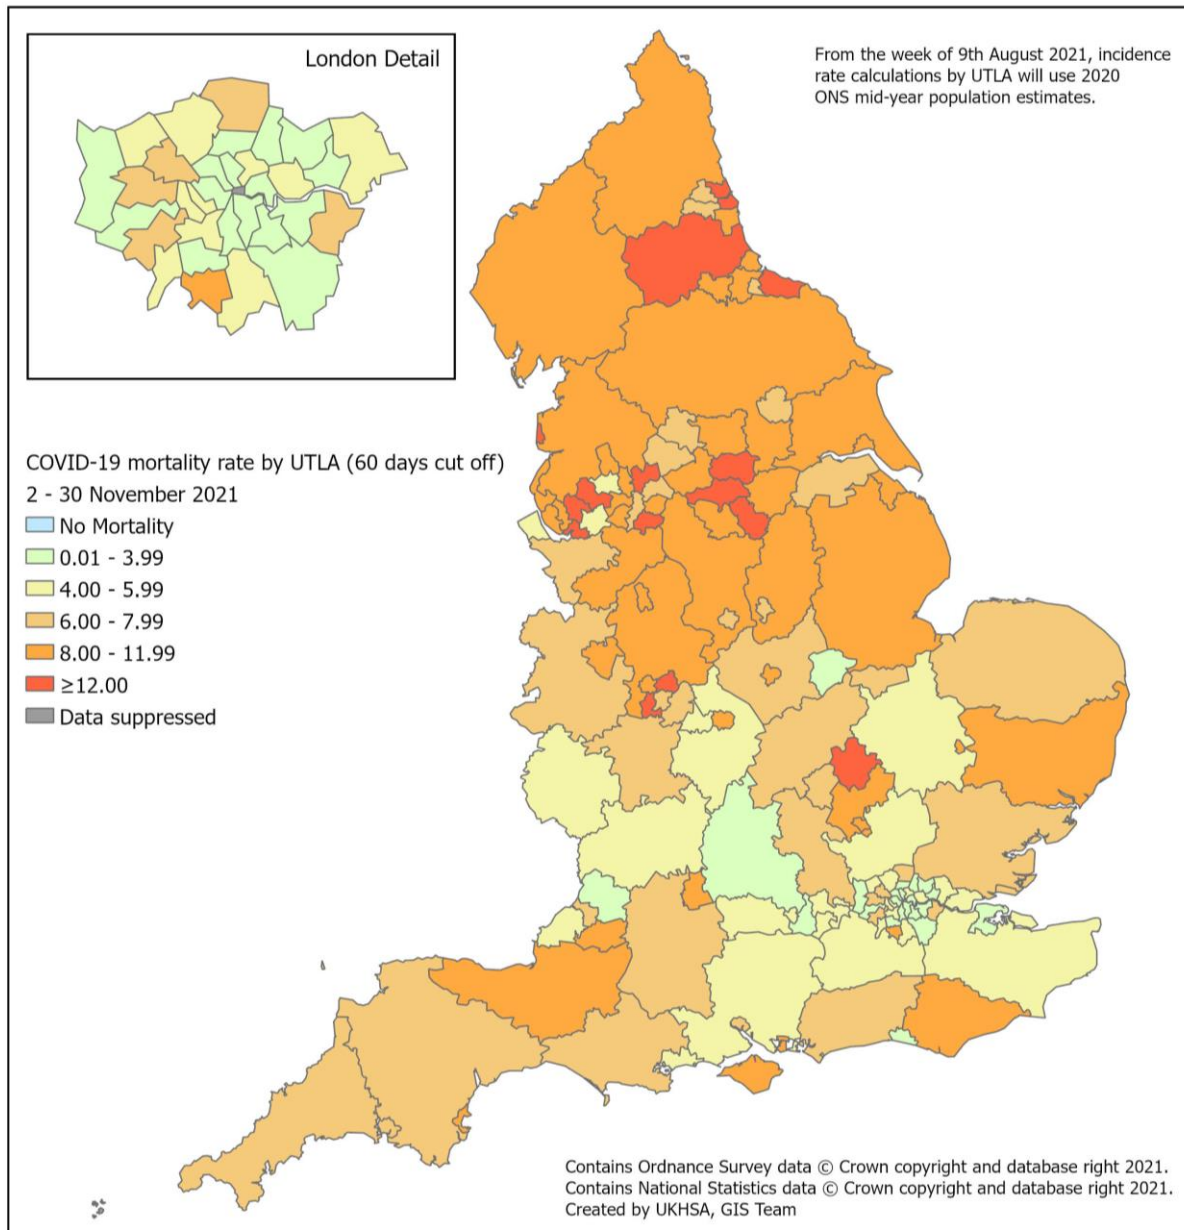 London Detail
From the week of 9th August 2021, incidence
rate calculations by UTLA will use 2020
ONS mid-year population estimates.
COVID-19 mortality rate by UTLA (60 days cut off)
2 - 30 November 2021
No Mortality
0.01 - 3.99
4.00 - 5.99
6.00 - 7.99
8.00 - 11.99
≥12.00
Data suppressed
Contains Ordnance Survey data © Crown copyright and database right 2021.
Contains National Statistics data © Crown copyright and database right 2021.
Created by UKHSA, GIS Team